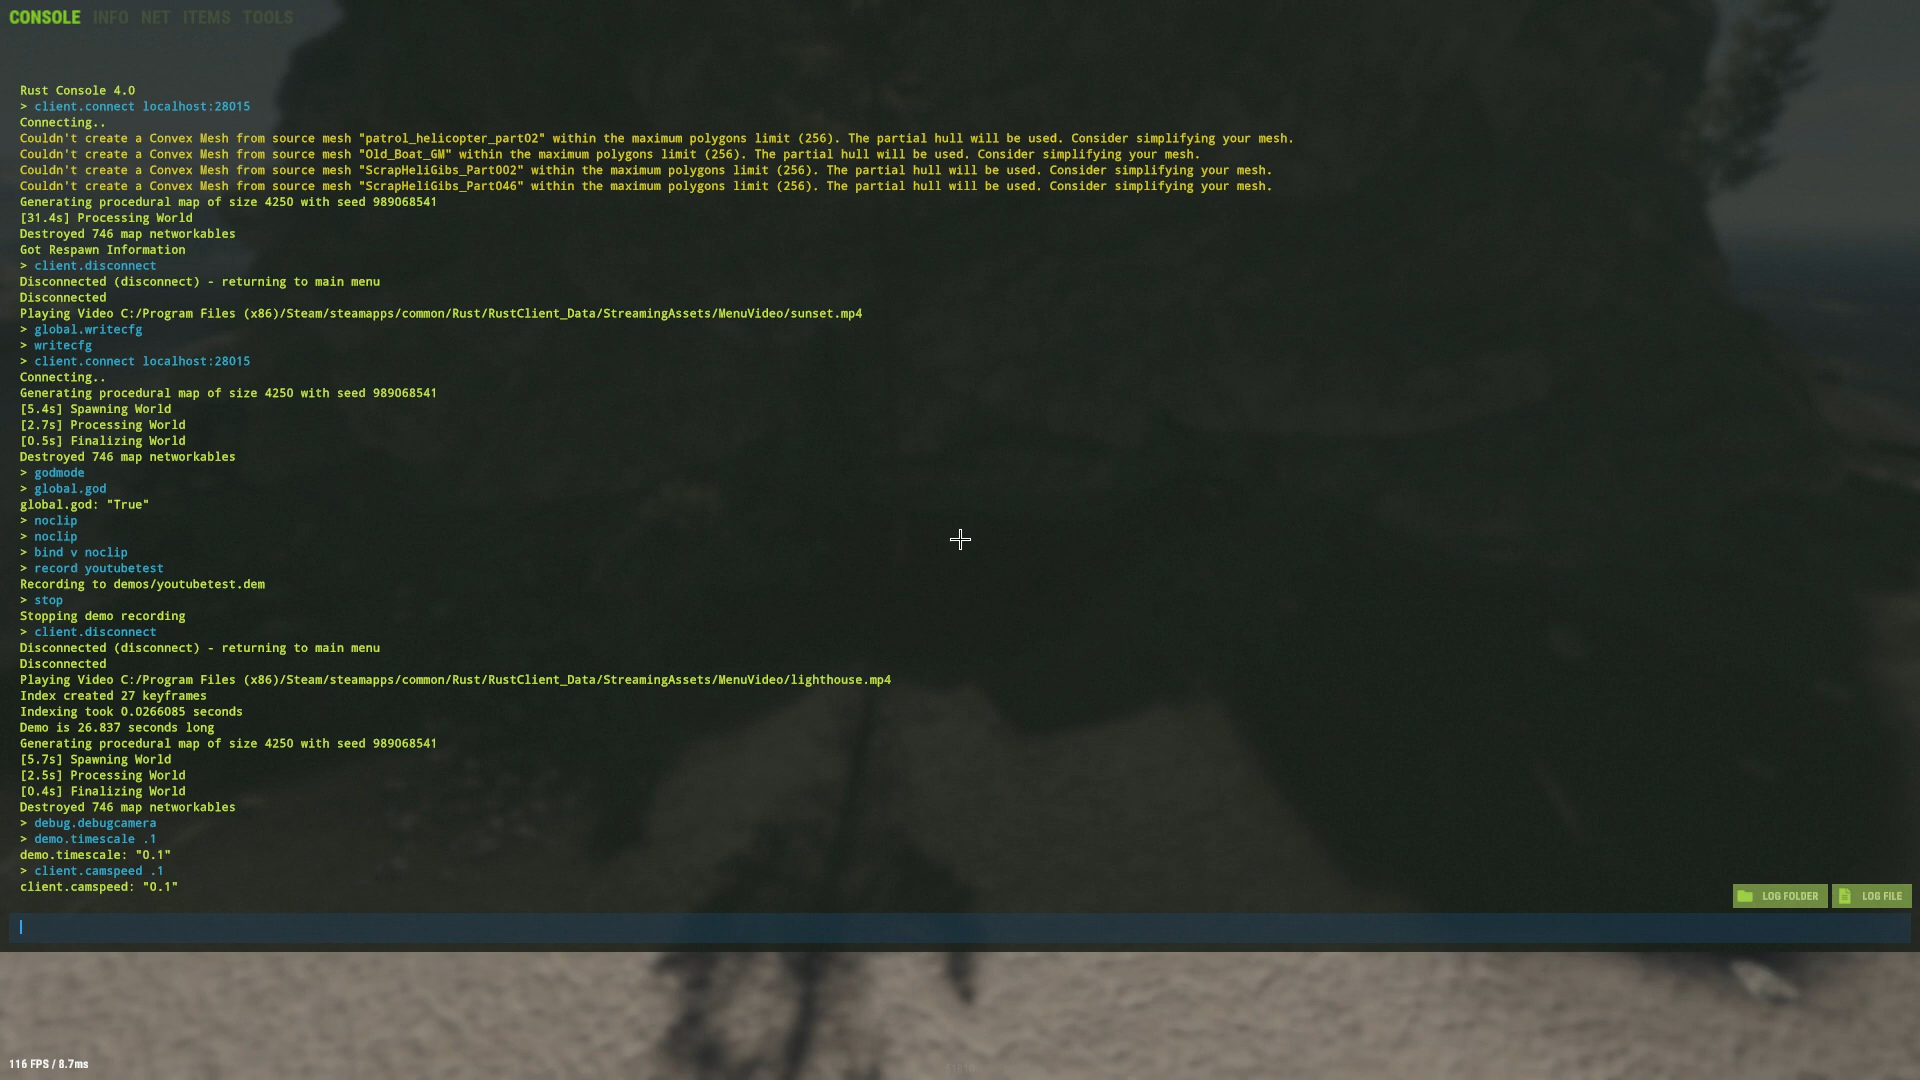 CONSOLE INFO NET ITEMS TOOLS
Rust Console 4.0
> client.connect localhost:28015
Connecting..
Couldn't create a Convex Mesh from source mesh "patrol_helicopter_part02" within the maximum polygons limit (256). The partial hull will be used. Consider simplifying your mesh.
Couldn't create a Convex Mesh from source mesh "Old_Boat_GM" within the maximum polygons limit (256). The partial hull will be used. Consider simplifying your mesh.
Couldn't create a Convex Mesh from source mesh "ScrapHeliGibs_Part002" within the maximum polygons limit (256). The partial hull will be used. Consider simplifying your mesh.
Couldn't create a Convex Mesh from source mesh "ScrapHeliGibs_Part046" within the maximum polygons limit (256). The partial hull will be used. Consider simplifying your mesh.
Generating procedural map of size 4250 with seed 989068541
[31.4s] Processing World
Destroyed 746 map networkables
Got Respawn Information
> client.disconnect
Disconnected (disconnect) - returning to main menu
Disconnected
Playing Video C:/Program Files (x86)/Steam/steamapps/common/Rust/RustClient_Data/StreamingAssets/MenuVideo/sunset.mp4
> global.writecfg
> writecfg
> client.connect localhost:28015
Connecting..
Generating procedural map of size 4250 with seed 989068541
[5.4s] Spawning World
[2.7s] Processing World
[0.5s] Finalizing World
Destroyed 746 map networkables
> godmode
> global.god
global.god: "True"
> noclip
> noclip
> bind v noclip
> record youtubetest
Recording to demos/youtubetest.dem
> stop
Stopping demo recording
> client.disconnect
Disconnected (disconnect) - returning to main menu
Disconnected
Playing Video C:/Program Files (x86)/Steam/steamapps/common/Rust/RustClient_Data/StreamingAssets/MenuVideo/lighthouse.mp4
Index created 27 keyframes
Indexing took 0.0266085 seconds
Demo is 26.837 seconds long
Generating procedural map of size 4250 with seed 989068541
[5.7s] Spawning World
[2.5s] Processing World
[0.4s] Finalizing World
Destroyed 746 map networkables
> debug.debugcamera
> demo.timescale .1
demo.timescale: "0.1"
> client.camspeed .1
client.camspeed: "0.1"
LOG FOLDER LOG FILE
116 FPS / 8.7ms